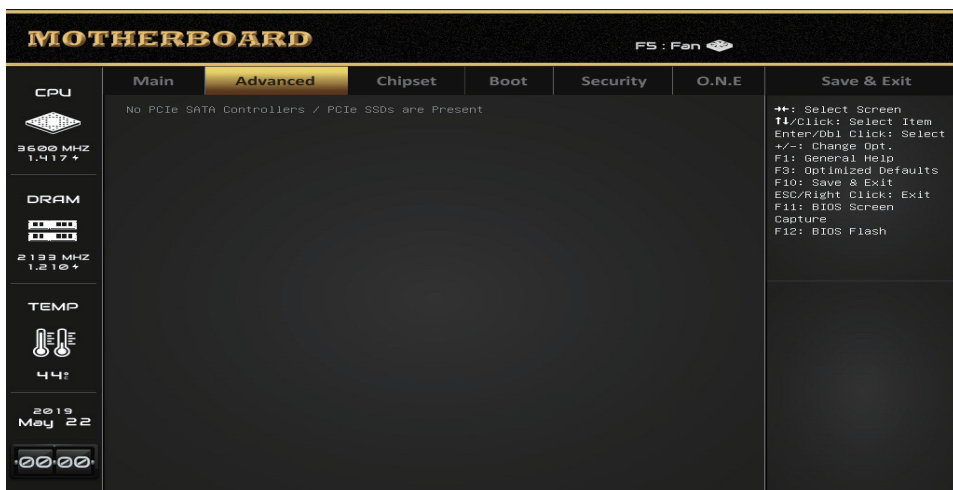 MOTHERBOARD
F5 : Fan
CPU
3600 MHZ
1.417
DRAM
2133 MHZ
1.210
TEMP
44°
2019
May 22
00:00
Main Advanced Chipset Boot Security O.N.E Save & Exit
No PCIe SATA Controllers / PCIe SSDs are Present
→←: Select Screen
↑↓/Click: Select Item
Enter/Dbl Click: Select
+/-: Change Opt.
F1: General Help
F3: Optimized Defaults
F10: Save & Exit
ESC/Right Click: Exit
F11: BIOS Screen
Capture
F12: BIOS Flash